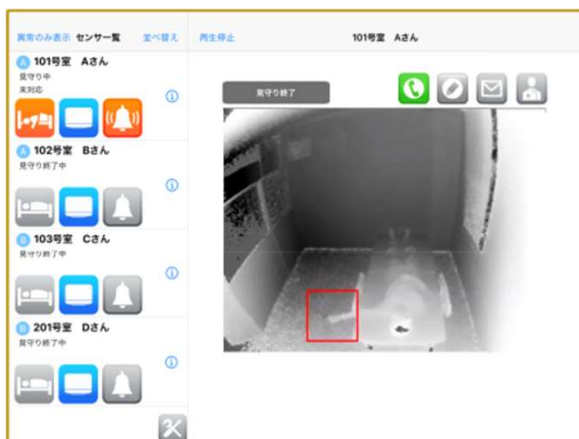 異常のみ表示 センサ一覧 並べ替え
再生停止
101号室 Aさん
A 101号室 Aさん
見守り中
未対応
A 102号室 Bさん
見守り終了中
B 103号室 Cさん
見守り終了中
B 201号室 Dさん
見守り終了中
見守り終了